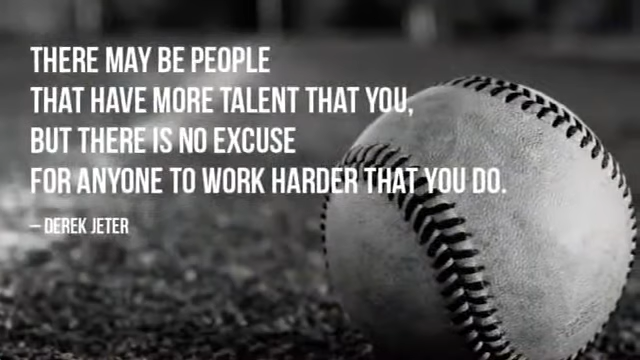 THERE MAY BE PEOPLE
THAT HAVE MORE TALENT THAT YOU,
BUT THERE IS NO EXCUSE
FOR ANYONE TO WORK HARDER THAT YOU DO.
– DEREK JETER